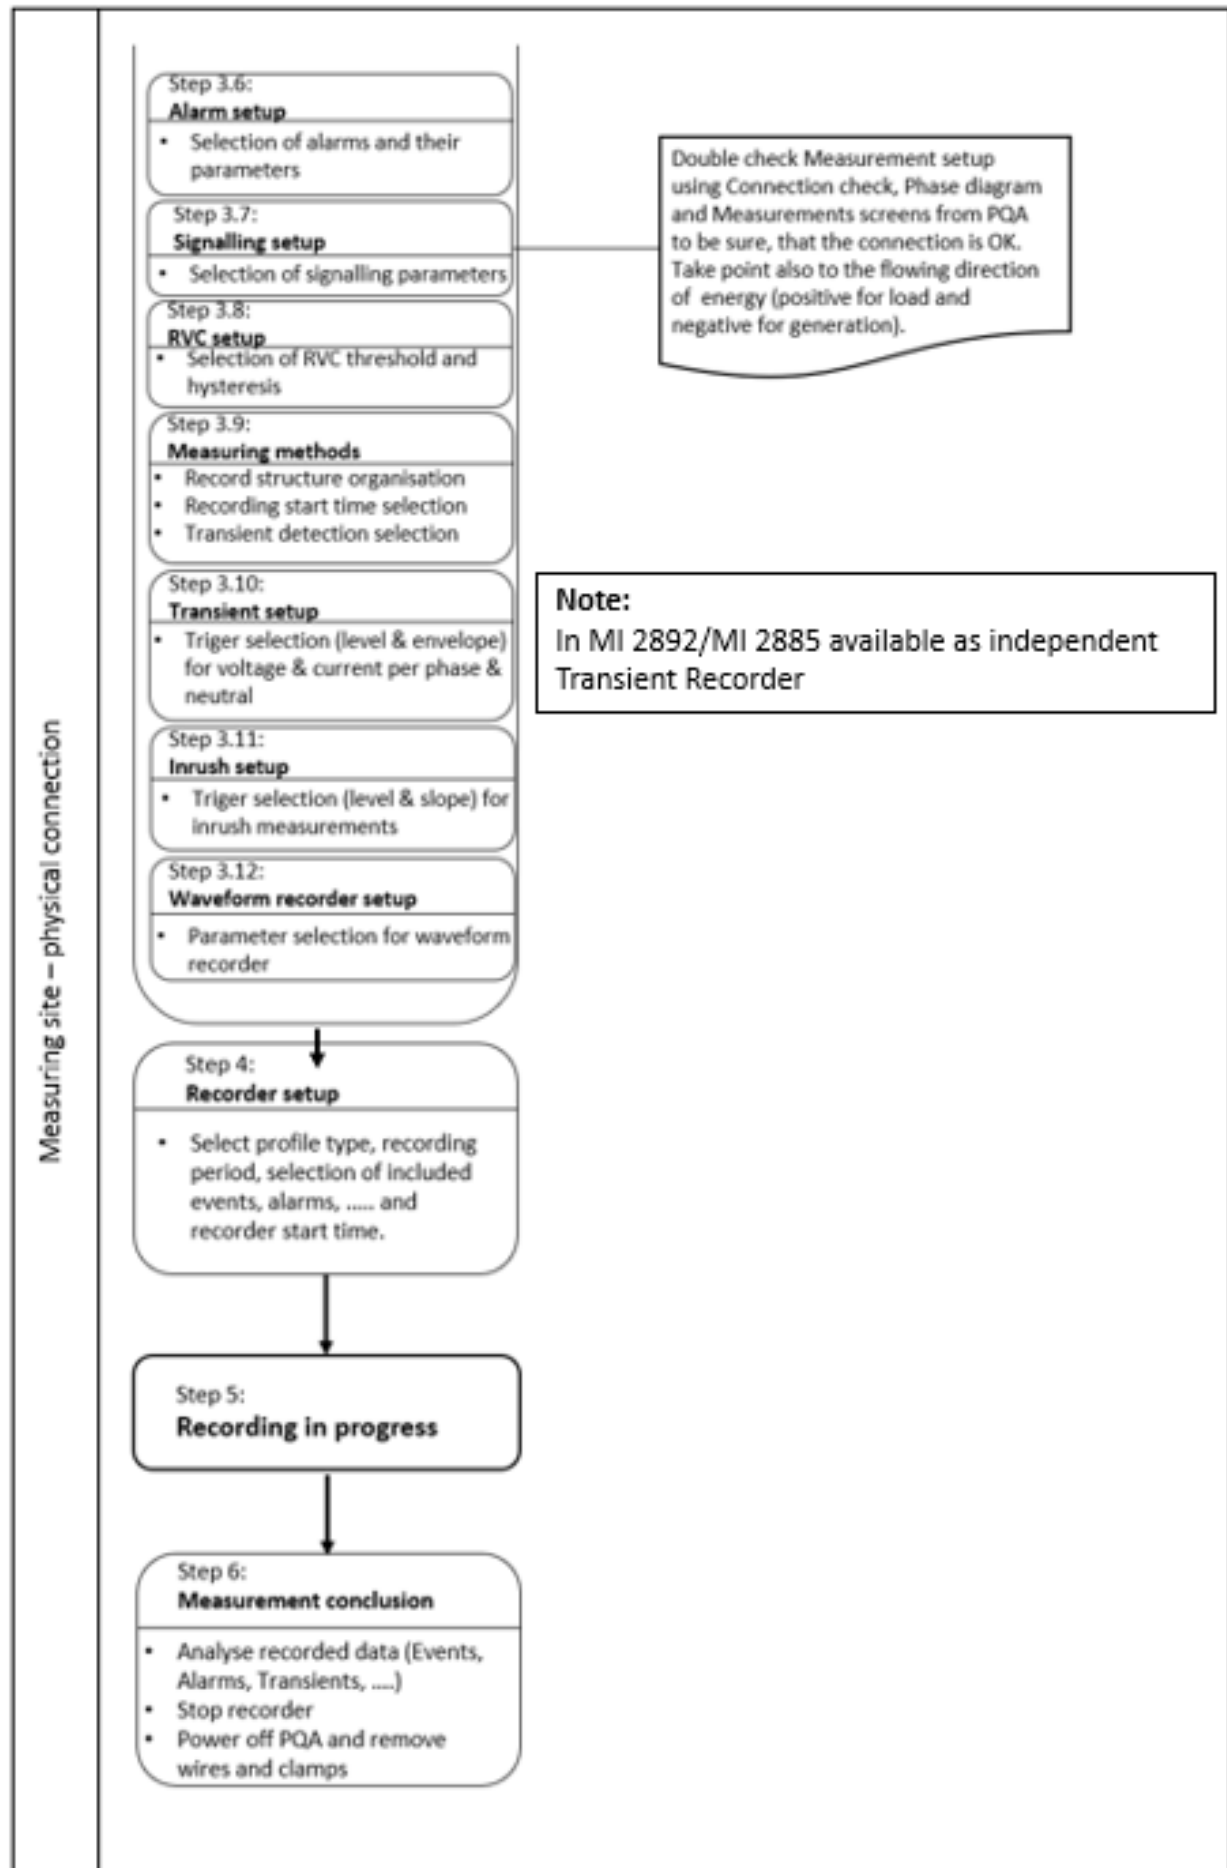 Measuring site – physical connection
Step 3.6:
Alarm setup
• Selection of alarms and their
parameters
Step 3.7:
Signalling setup
• Selection of signalling parameters
Step 3.8:
RVC setup
• Selection of RVC threshold and
hysteresis
Step 3.9:
Measuring methods
• Record structure organisation
• Recording start time selection
• Transient detection selection
Step 3.10:
Transient setup
• Triger selection (level & envelope)
for voltage & current per phase &
neutral
Step 3.11:
Inrush setup
• Triger selection (level & slope) for
inrush measurements
Step 3.12:
Waveform recorder setup
• Parameter selection for waveform
recorder
Double check Measurement setup
using Connection check, Phase diagram
and Measurements screens from PQA
to be sure, that the connection is OK.
Take point also to the flowing direction
of energy (positive for load and
negative for generation).
Note:
In MI 2892/MI 2885 available as independent
Transient Recorder
Step 4:
Recorder setup
• Select profile type, recording
period, selection of included
events, alarms, ..... and
recorder start time.
Step 5:
Recording in progress
Step 6:
Measurement conclusion
• Analyse recorded data (Events,
Alarms, Transients, ....)
• Stop recorder
• Power off PQA and remove
wires and clamps